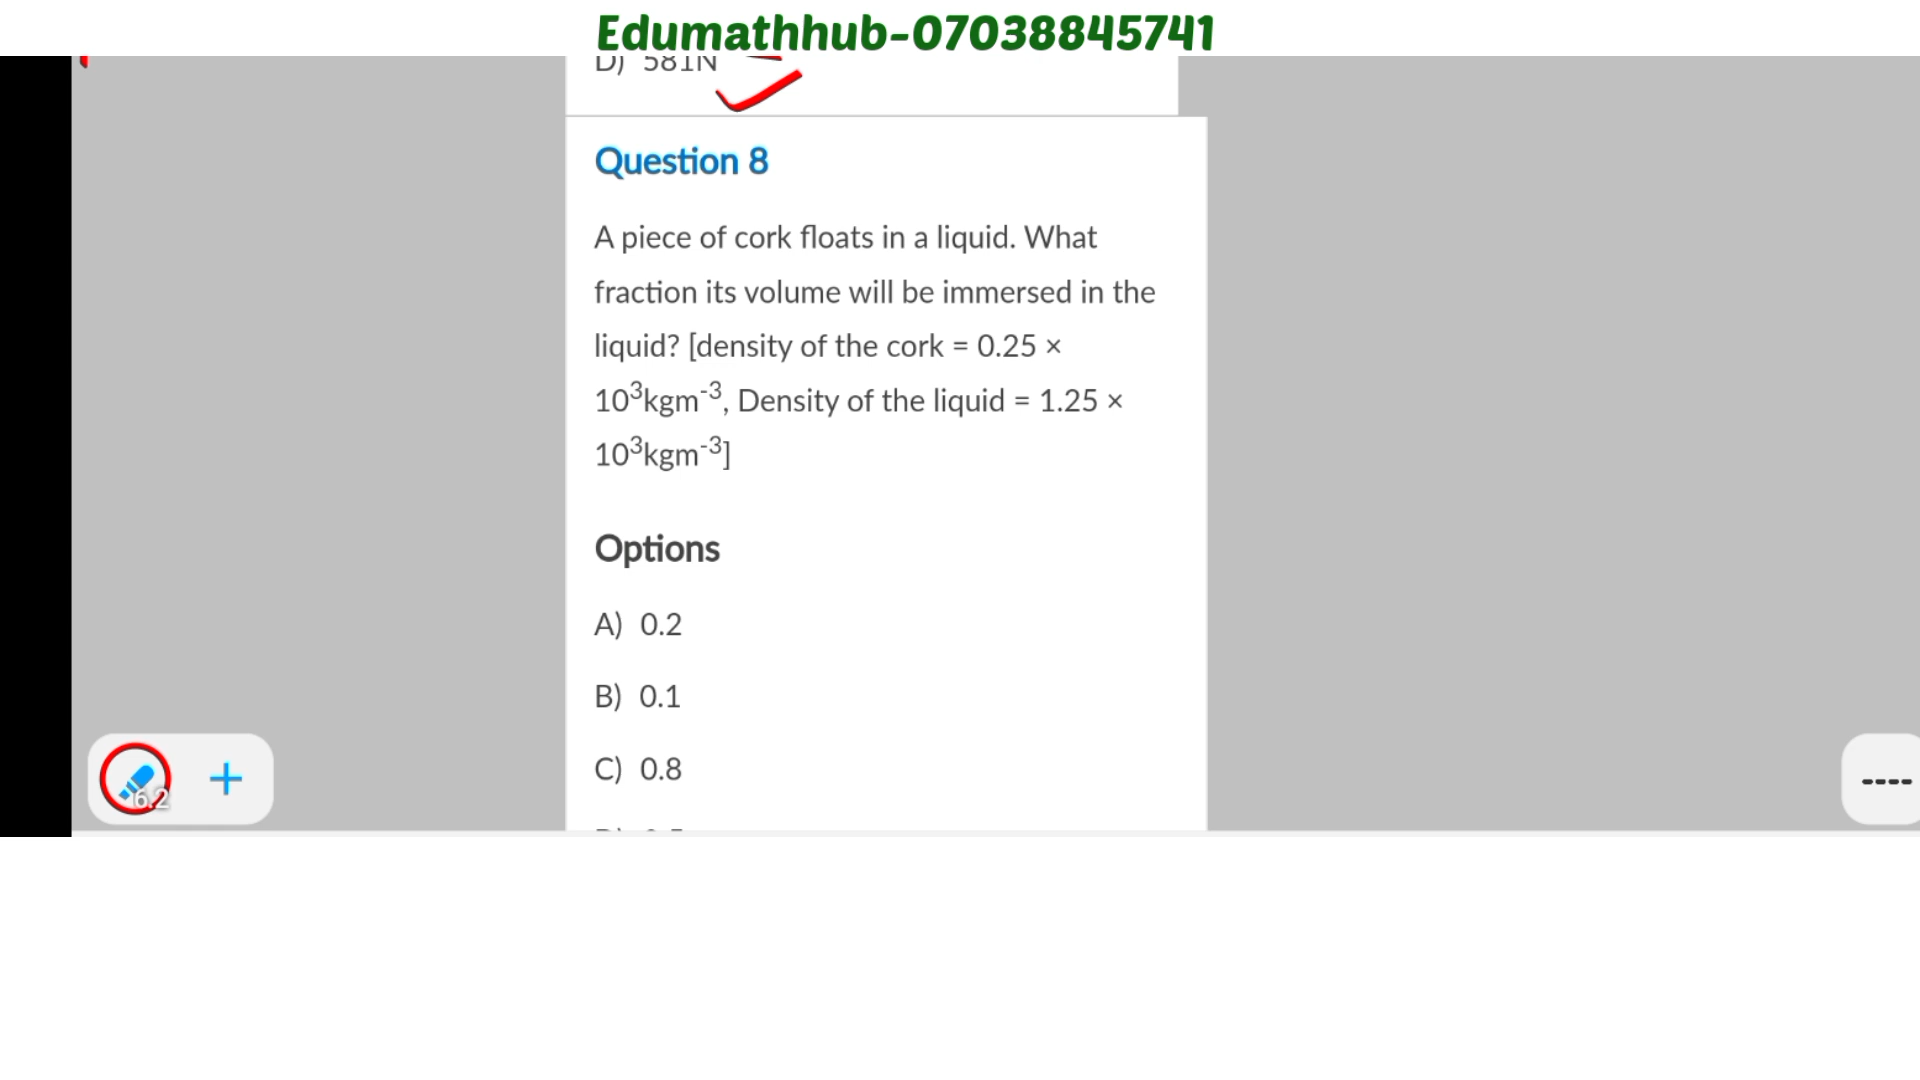 Edumathhub-07038845741
D) 581N
Question 8
A piece of cork floats in a liquid. What
fraction its volume will be immersed in the
liquid? [density of the cork = 0.25 ×
10³kgm⁻³, Density of the liquid = 1.25 ×
10³kgm⁻³]
Options
A) 0.2
B) 0.1
C) 0.8
6.2